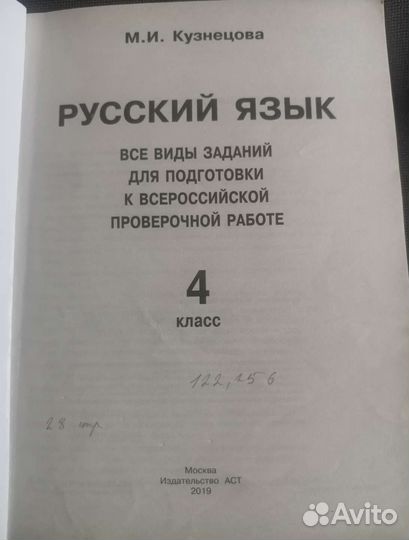 М.И. Кузнецова
РУССКИЙ ЯЗЫК
ВСЕ ВИДЫ ЗАДАНИЙ
ДЛЯ ПОДГОТОВКИ
К ВСЕРОССИЙСКОЙ
ПРОВЕРОЧНОЙ РАБОТЕ
4
класс
122, 256
28 стр
Москва
Издательство АСТ
2019
Avito